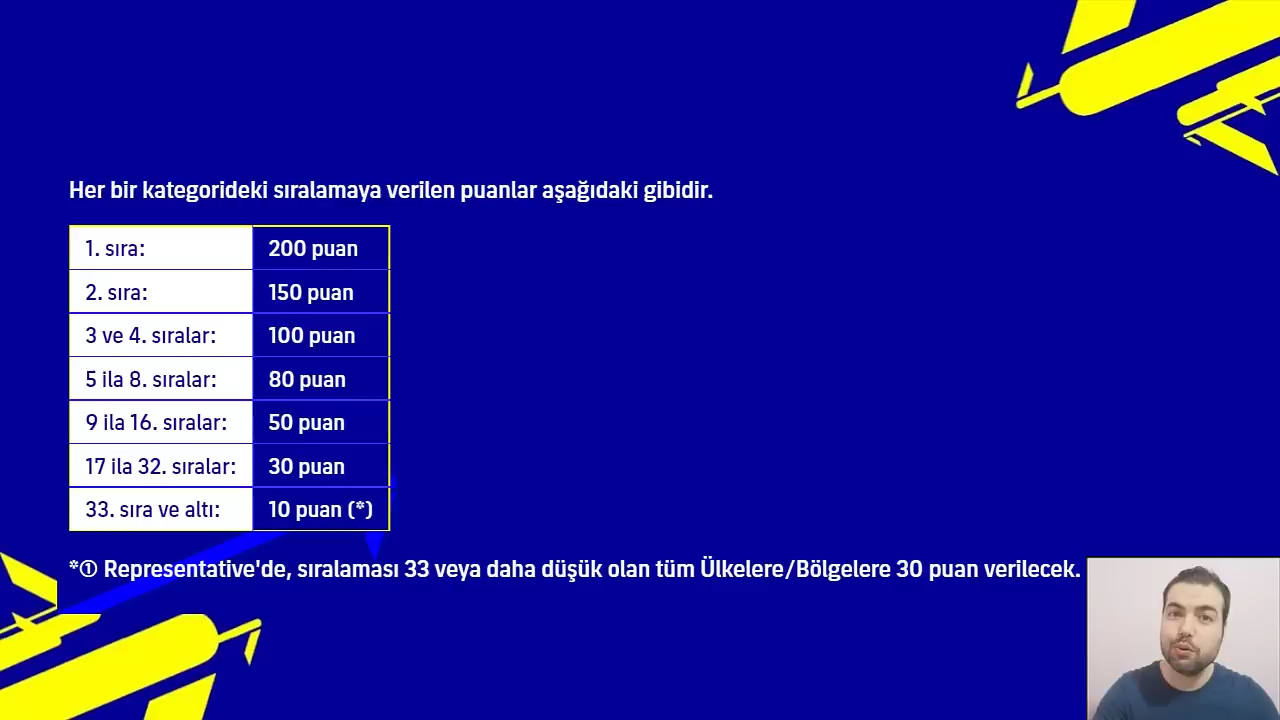 Her bir kategorideki sıralamaya verilen puanlar aşağıdaki gibidir.
1. sıra: 200 puan
2. sıra: 150 puan
3 ve 4. sıralar: 100 puan
5 ila 8. sıralar: 80 puan
9 ila 16. sıralar: 50 puan
17 ila 32. sıralar: 30 puan
33. sıra ve altı: 10 puan (*)
*① Representative'de, sıralaması 33 veya daha düşük olan tüm Ülkelere/Bölgelere 30 puan verilecek.